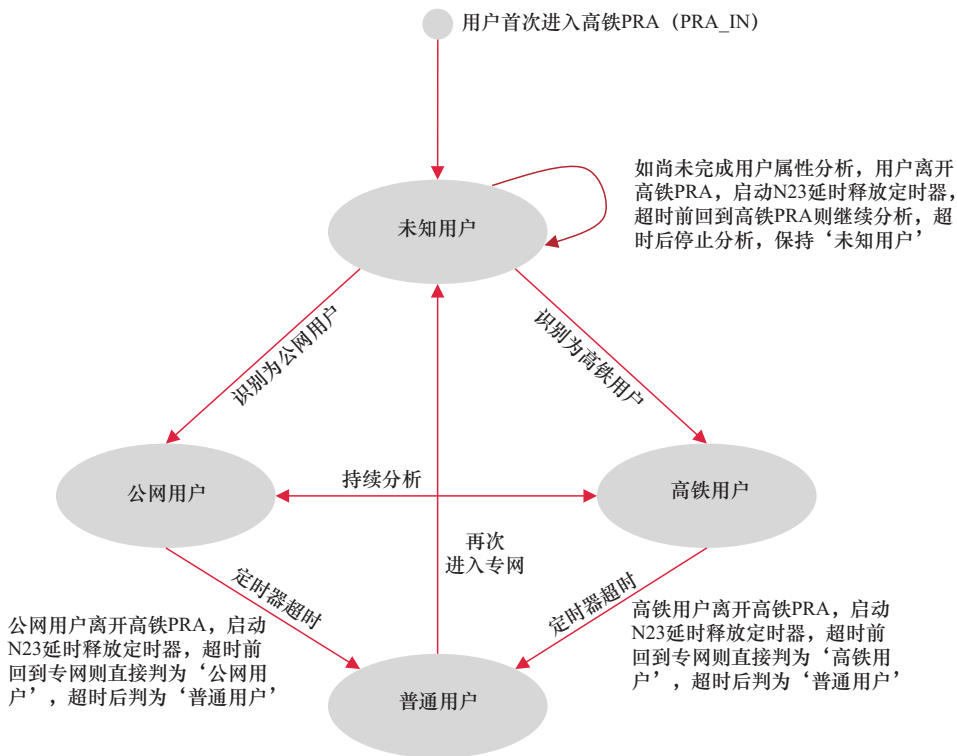 用户首次进入高铁PRA（PRA_IN）
如尚未完成用户属性分析，用户离开
高铁PRA，启动N23延时释放定时器，
超时前回到高铁PRA则继续分析，超
时后停止分析，保持‘未知用户’
未知用户
识别为公网用户
识别为高铁用户
公网用户
持续分析
高铁用户
再次
进入专网
定时器超时
定时器超时
公网用户离开高铁PRA，启动
N23延时释放定时器，超时前
回到专网则直接判为‘公网用
户’，超时后判为‘普通用户’
高铁用户离开高铁PRA，启动
N23延时释放定时器，超时前
回到专网则直接判为‘高铁用
户’，超时后判为‘普通用户’
普通用户